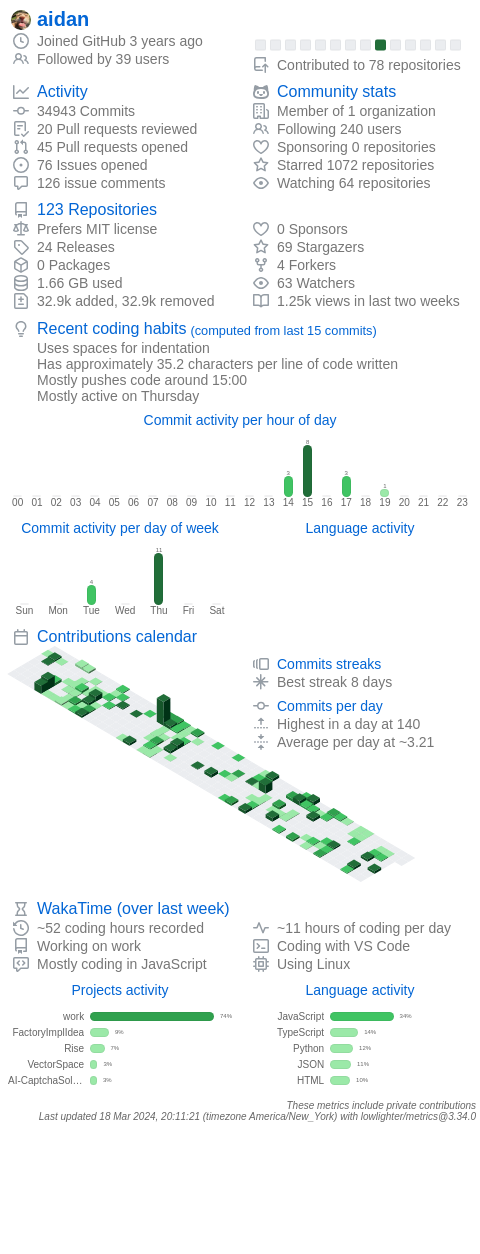 aidan
Joined GitHub 3 years ago
Followed by 39 users
Contributed to 78 repositories
Activity
34943 Commits
20 Pull requests reviewed
45 Pull requests opened
76 Issues opened
126 issue comments
Community stats
Member of 1 organization
Following 240 users
Sponsoring 0 repositories
Starred 1072 repositories
Watching 64 repositories
123 Repositories
Prefers MIT license
24 Releases
0 Packages
1.66 GB used
32.9k added, 32.9k removed
0 Sponsors
69 Stargazers
4 Forkers
63 Watchers
1.25k views in last two weeks
Recent coding habits (computed from last 15 commits)
Uses spaces for indentation
Has approximately 35.2 characters per line of code written
Mostly pushes code around 15:00
Mostly active on Thursday
Commit activity per hour of day
3 8 3 1
00 01 02 03 04 05 06 07 08 09 10 11 12 13 14 15 16 17 18 19 20 21 22 23
Commit activity per day of week
4 11
Sun Mon Tue Wed Thu Fri Sat
Language activity
Contributions calendar
Commits streaks
Best streak 8 days
Commits per day
Highest in a day at 140
Average per day at ~3.21
WakaTime (over last week)
~52 coding hours recorded
Working on work
Mostly coding in JavaScript
~11 hours of coding per day
Coding with VS Code
Using Linux
Projects activity
work 74%
FactoryImplIdea 9%
Rise 7%
VectorSpace 3%
AI-CaptchaSol… 3%
Language activity
JavaScript 34%
TypeScript 14%
Python 12%
JSON 11%
HTML 10%
These metrics include private contributions
Last updated 18 Mar 2024, 20:11:21 (timezone America/New_York) with lowlighter/metrics@3.34.0